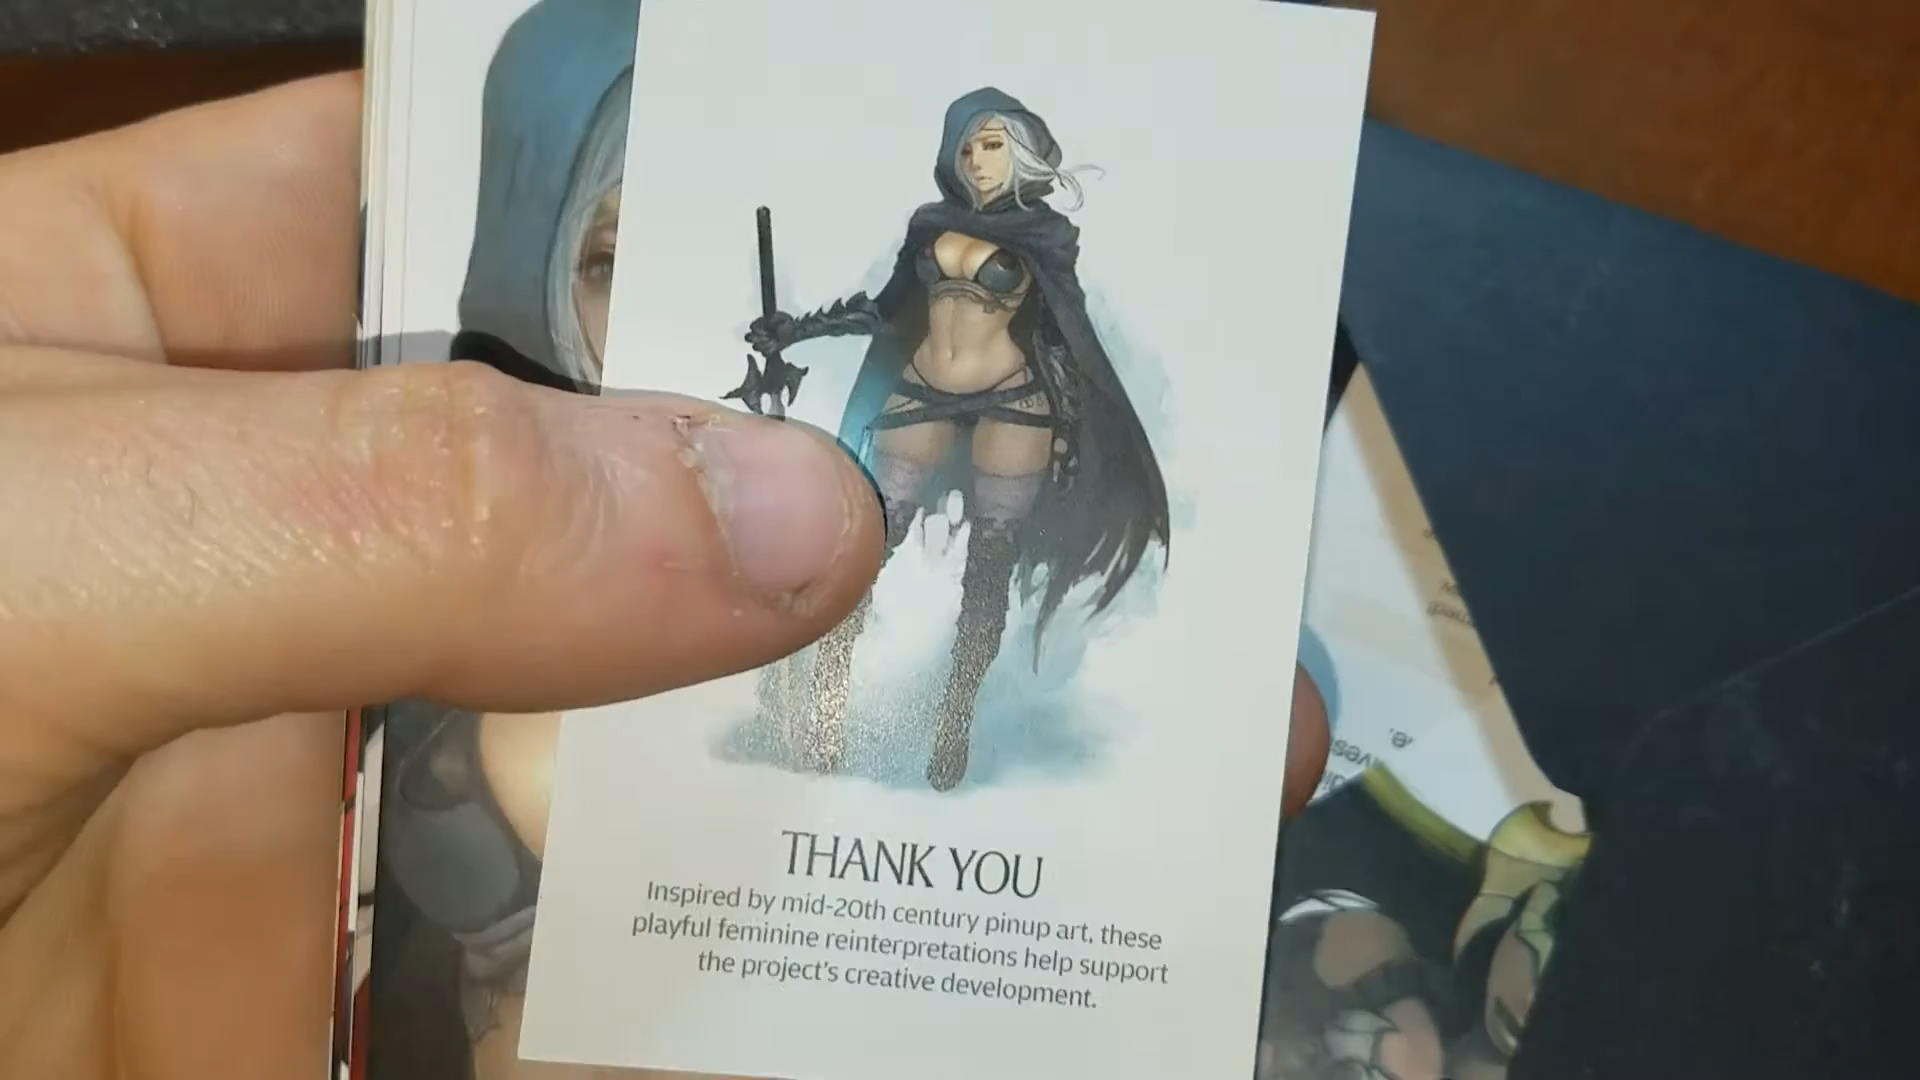 THANK YOU
Inspired by mid-20th century pinup art, these
playful feminine reinterpretations help support
the project's creative development.